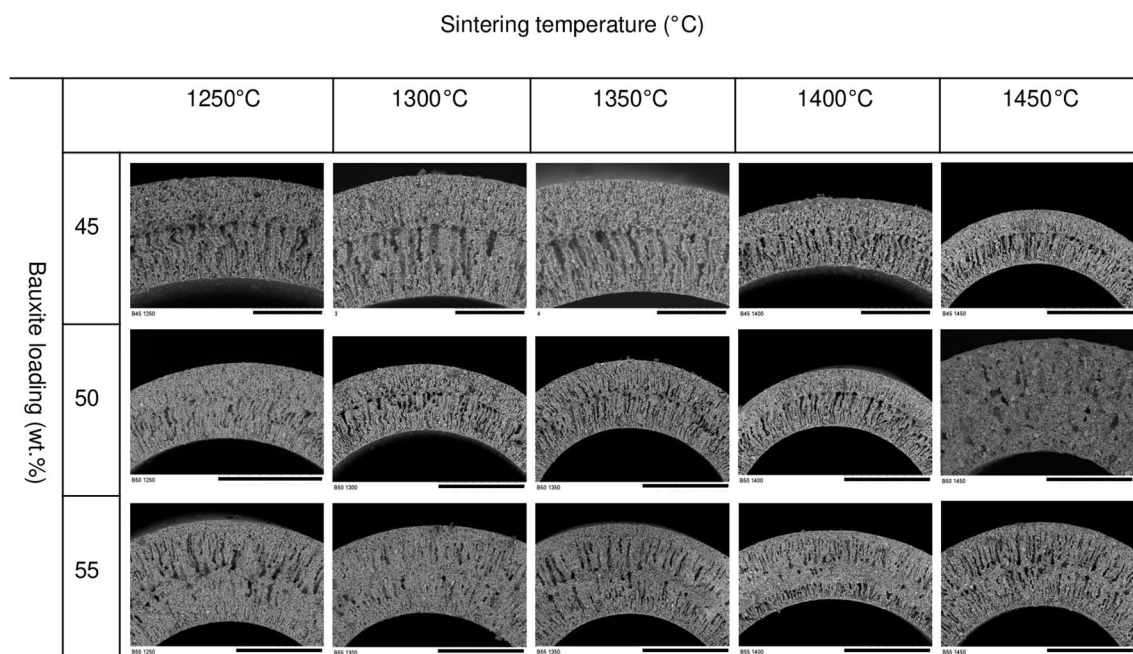 Sintering temperature (°C)
1250°C 1300°C 1350°C 1400°C 1450°C
Bauxite loading (wt.%)
45
B45 1250 3 4 B45 1400 B45 1450
50
B50 1250 B50 1300 B50 1350 B50 1400 B50 1450
55
B55 1250 B55 1300 B55 1350 B55 1400 B55 1450